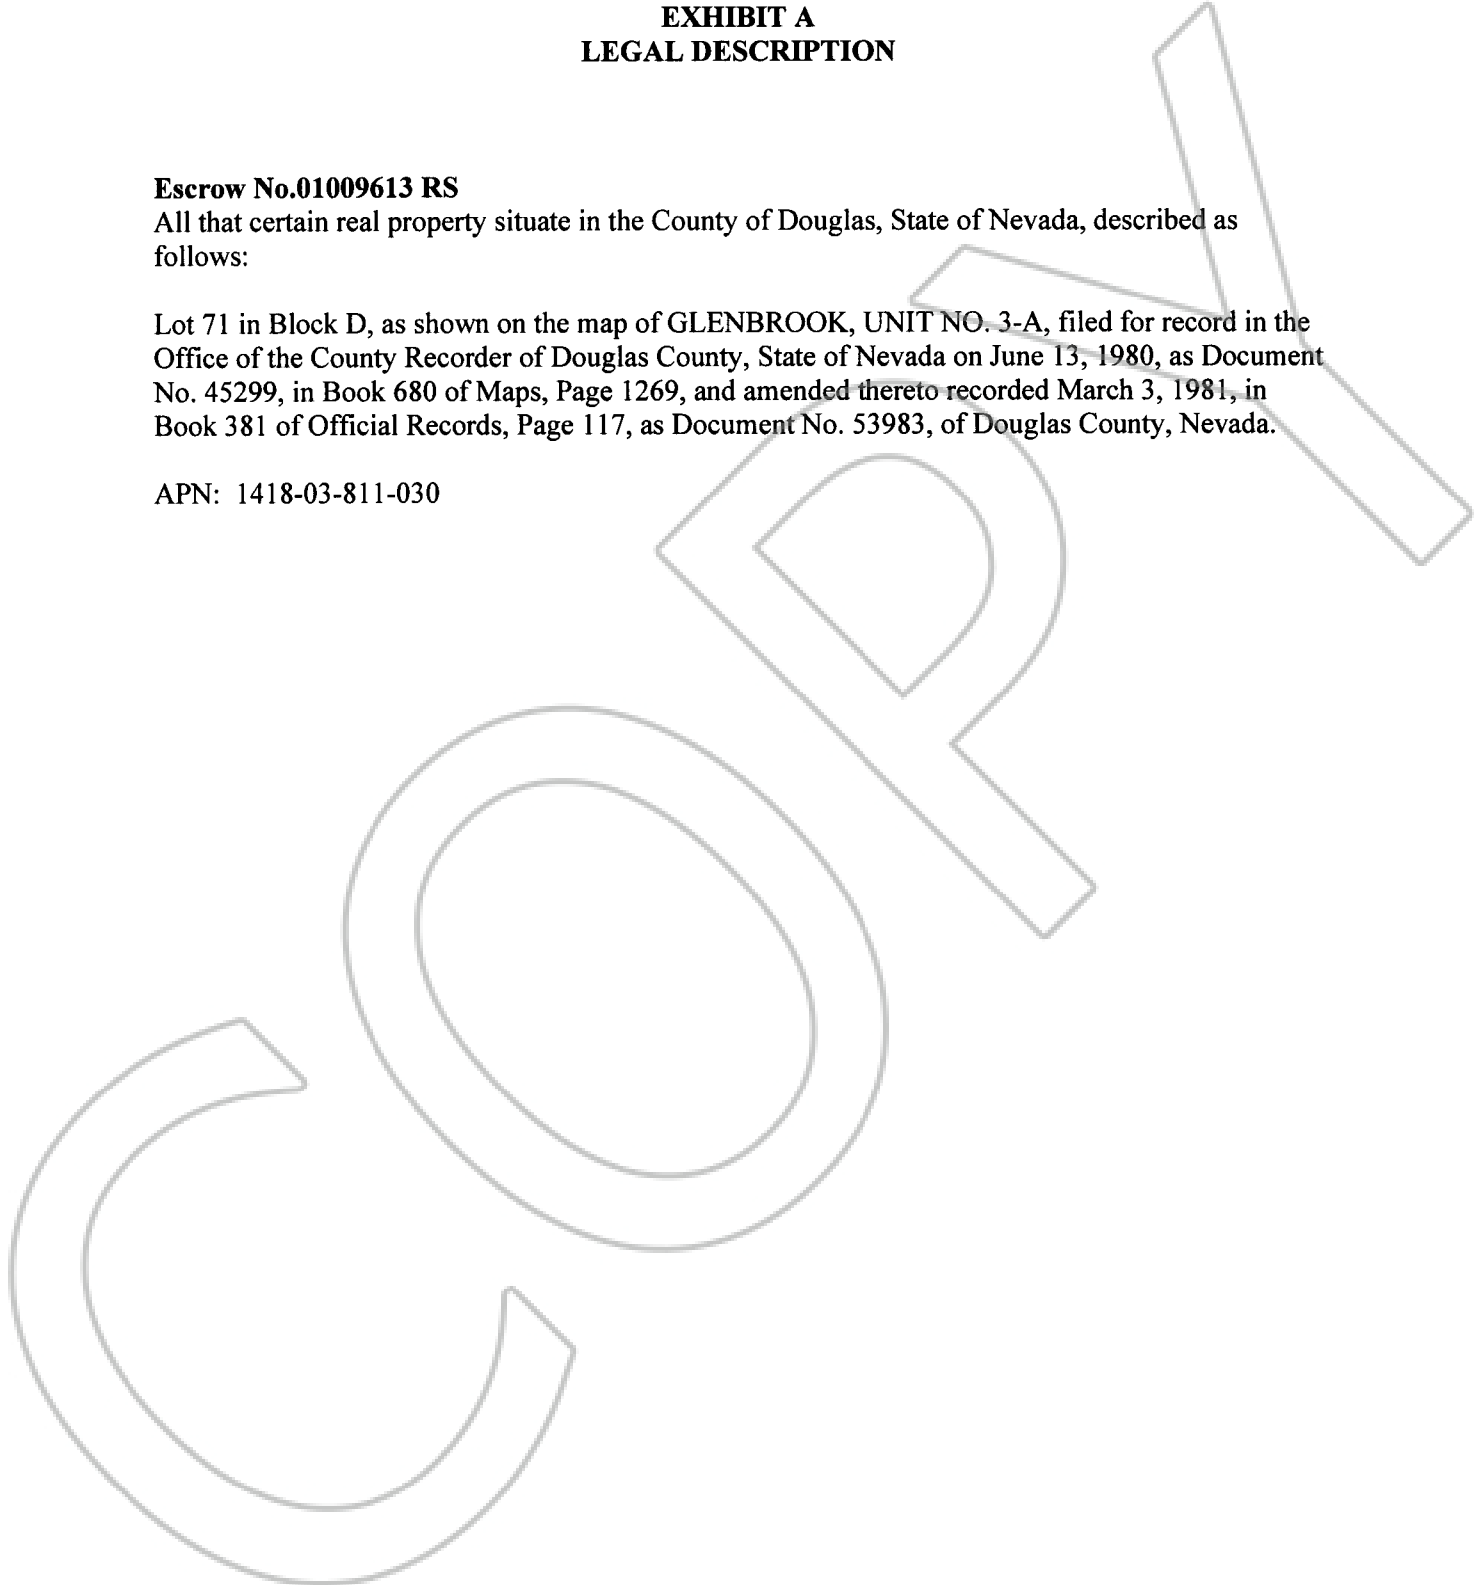 EXHIBIT A
LEGAL DESCRIPTION
Escrow No.01009613 RS
All that certain real property situate in the County of Douglas, State of Nevada, described as
follows:
Lot 71 in Block D, as shown on the map of GLENBROOK, UNIT NO. 3-A, filed for record in the
Office of the County Recorder of Douglas County, State of Nevada on June 13, 1980, as Document
No. 45299, in Book 680 of Maps, Page 1269, and amended thereto recorded March 3, 1981, in
Book 381 of Official Records, Page 117, as Document No. 53983, of Douglas County, Nevada.
APN: 1418-03-811-030
COPY